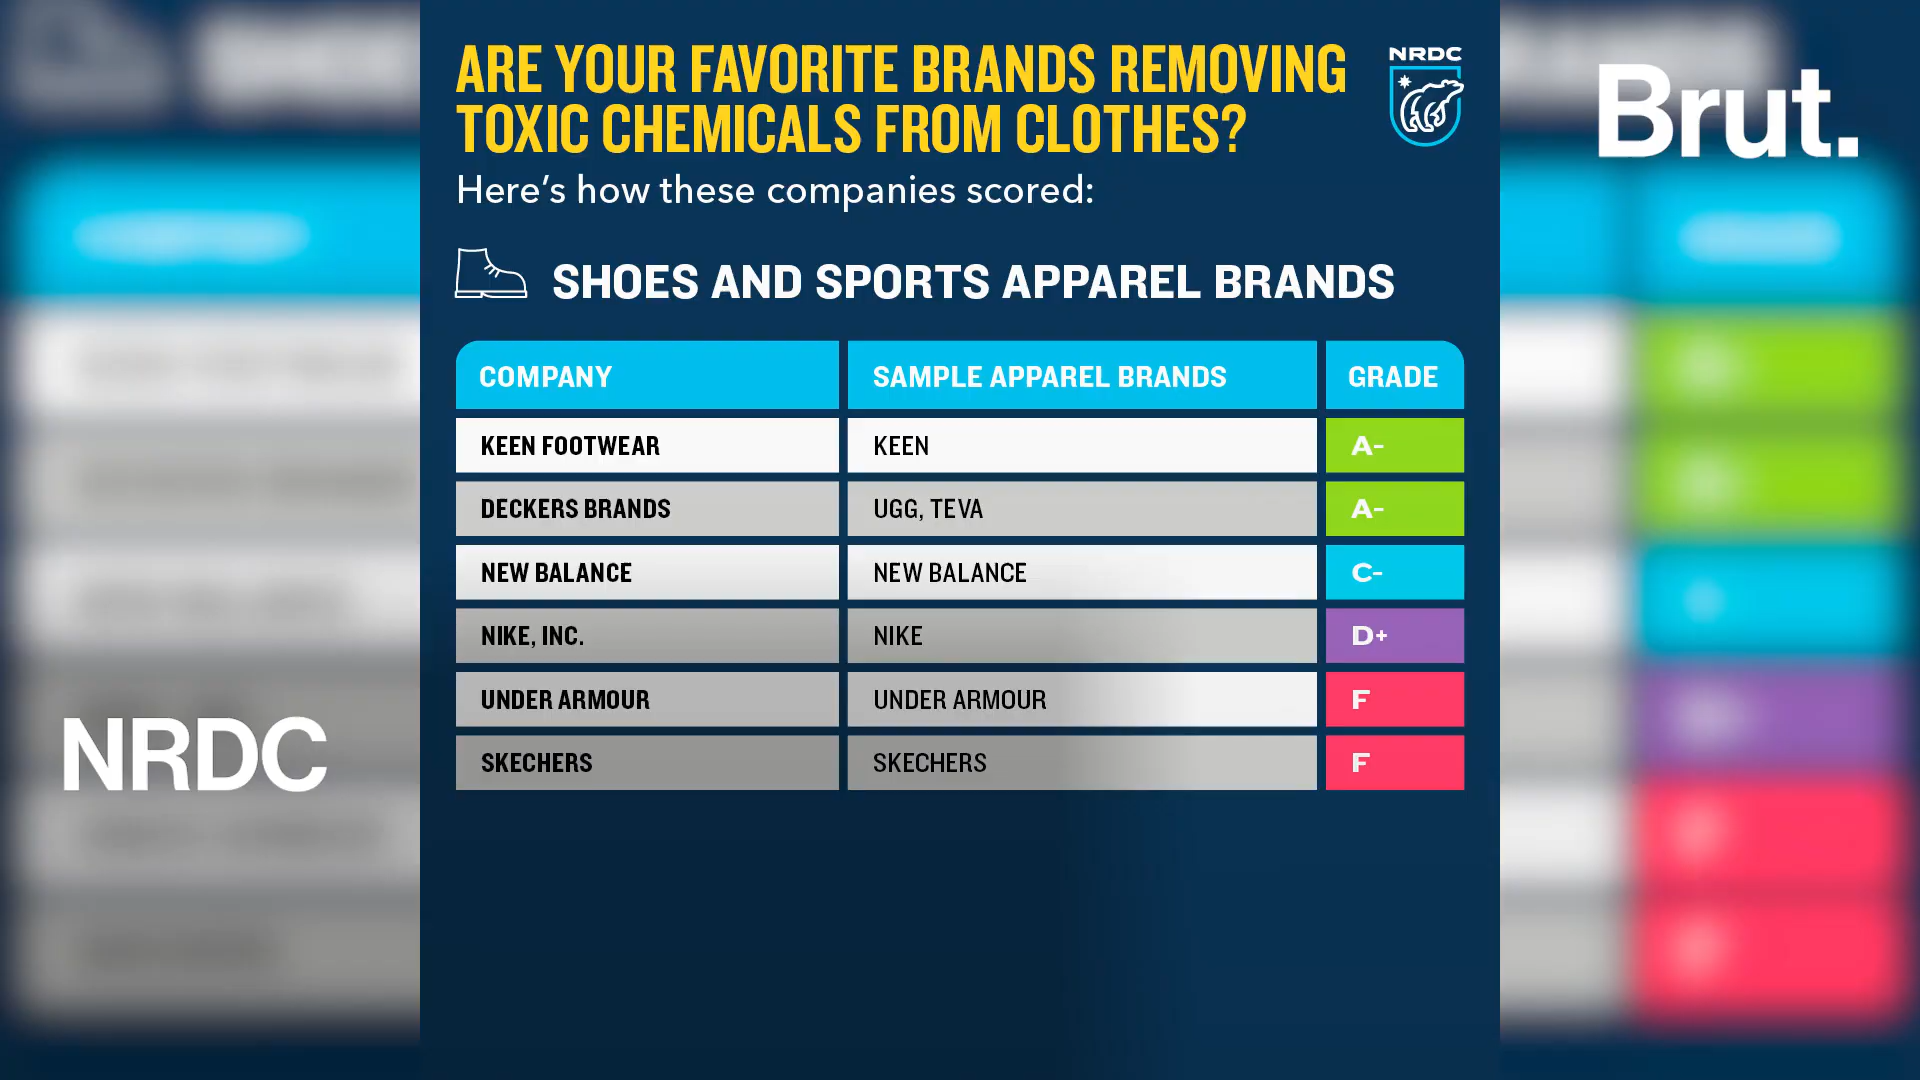 ARE YOUR FAVORITE BRANDS REMOVING
TOXIC CHEMICALS FROM CLOTHES?
NRDC
Brut.
Here's how these companies scored:
SHOES AND SPORTS APPAREL BRANDS
COMPANY SAMPLE APPAREL BRANDS GRADE
KEEN FOOTWEAR KEEN A-
DECKERS BRANDS UGG, TEVA A-
NEW BALANCE NEW BALANCE C-
NIKE, INC. NIKE D+
UNDER ARMOUR UNDER ARMOUR F
SKECHERS SKECHERS F
NRDC